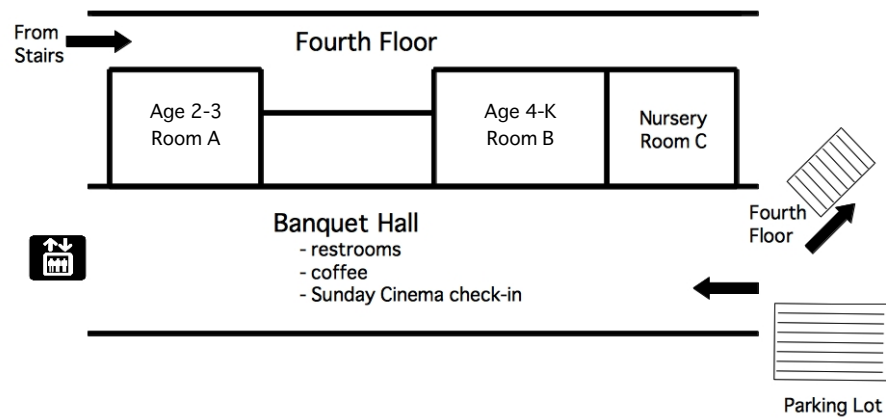 From
Stairs
Fourth Floor
Age 2-3
Room A
Age 4-K
Room B
Nursery
Room C
Banquet Hall
- restrooms
- coffee
- Sunday Cinema check-in
Fourth
Floor
Parking Lot